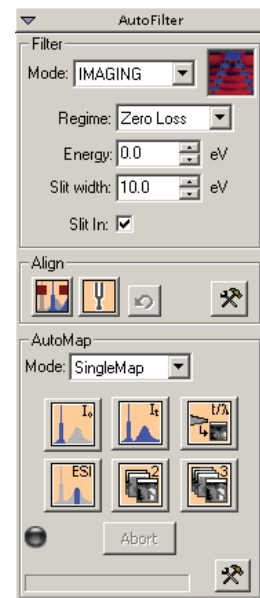 AutoFilter
Filter
Mode: IMAGING
Regime: Zero Loss
Energy: 0.0 eV
Slit width: 10.0 eV
Slit In:
Align
AutoMap
Mode: SingleMap
I₀ Iₜ t/λ
ESI 2 3
Abort